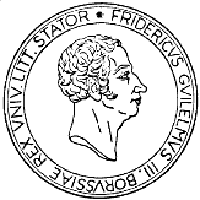 FRIDERICVS GVILELMVS III. BORVSSIAE REX VNIV. LITT. STATOR *